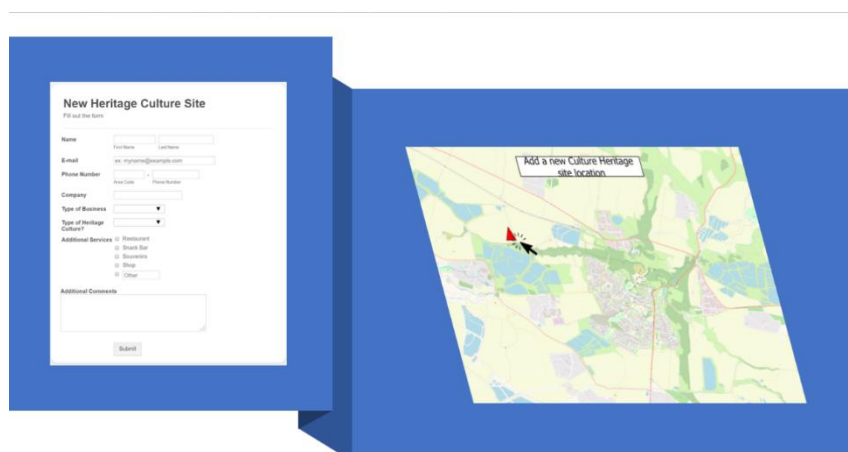 New Heritage Culture Site
Fill out the form
Name
First Name Last Name
E-mail ex: myname@example.com
Phone Number -
Area Code Phone Number
Company
Type of Business
Type of Heritage
Culture?
Additional Services Restaurant
Snack Bar
Souvenirs
Shop
Other
Additional Comments
Submit
Add a new Culture Heritage
site location